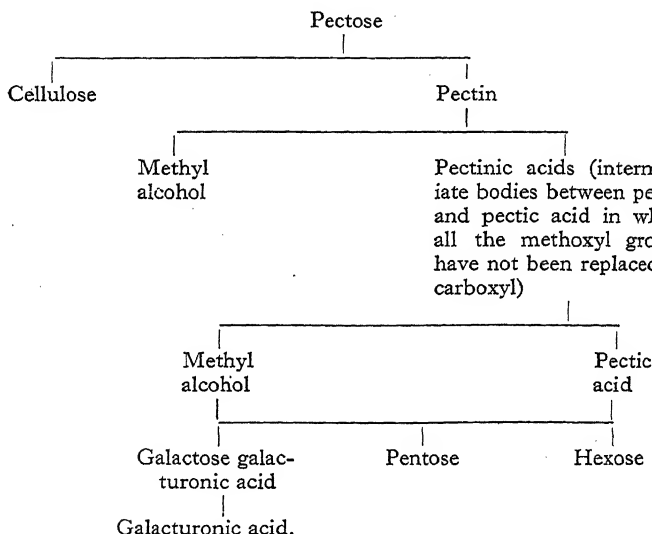 Pectose
Cellulose Pectin
Methyl
alcohol
Pectinic acids (interm
iate bodies between pe
and pectic acid in wh
all the methoxyl gro
have not been replaced
carboxyl)
Methyl
alcohol
Pectic
acid
Galactose galac-
turonic acid
Pentose
Hexose
Galacturonic acid.